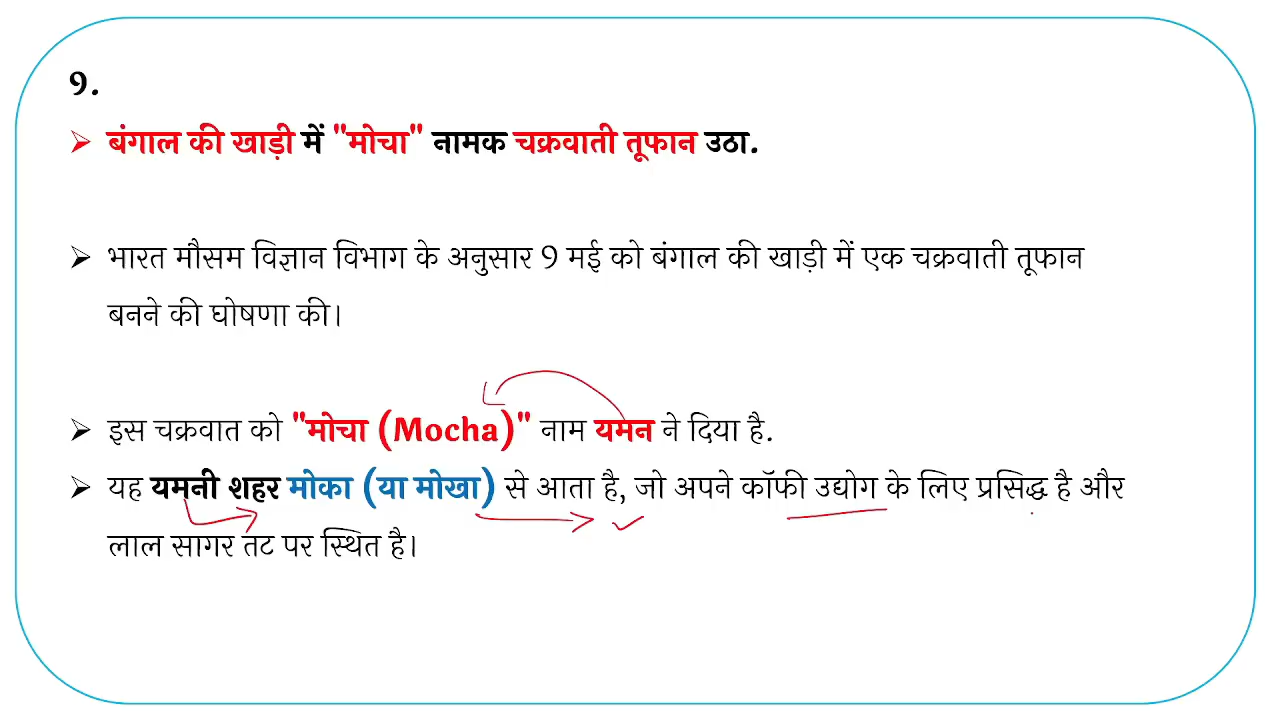 9.
➢ बंगाल की खाड़ी में "मोचा" नामक चक्रवाती तूफान उठा.
➢ भारत मौसम विज्ञान विभाग के अनुसार 9 मई को बंगाल की खाड़ी में एक चक्रवाती तूफान
बनने की घोषणा की।
➢ इस चक्रवात को "मोचा (Mocha)" नाम यमन ने दिया है.
➢ यह यमनी शहर मोका (या मोखा) से आता है, जो अपने कॉफी उद्योग के लिए प्रसिद्ध है और
लाल सागर तट पर स्थित है।